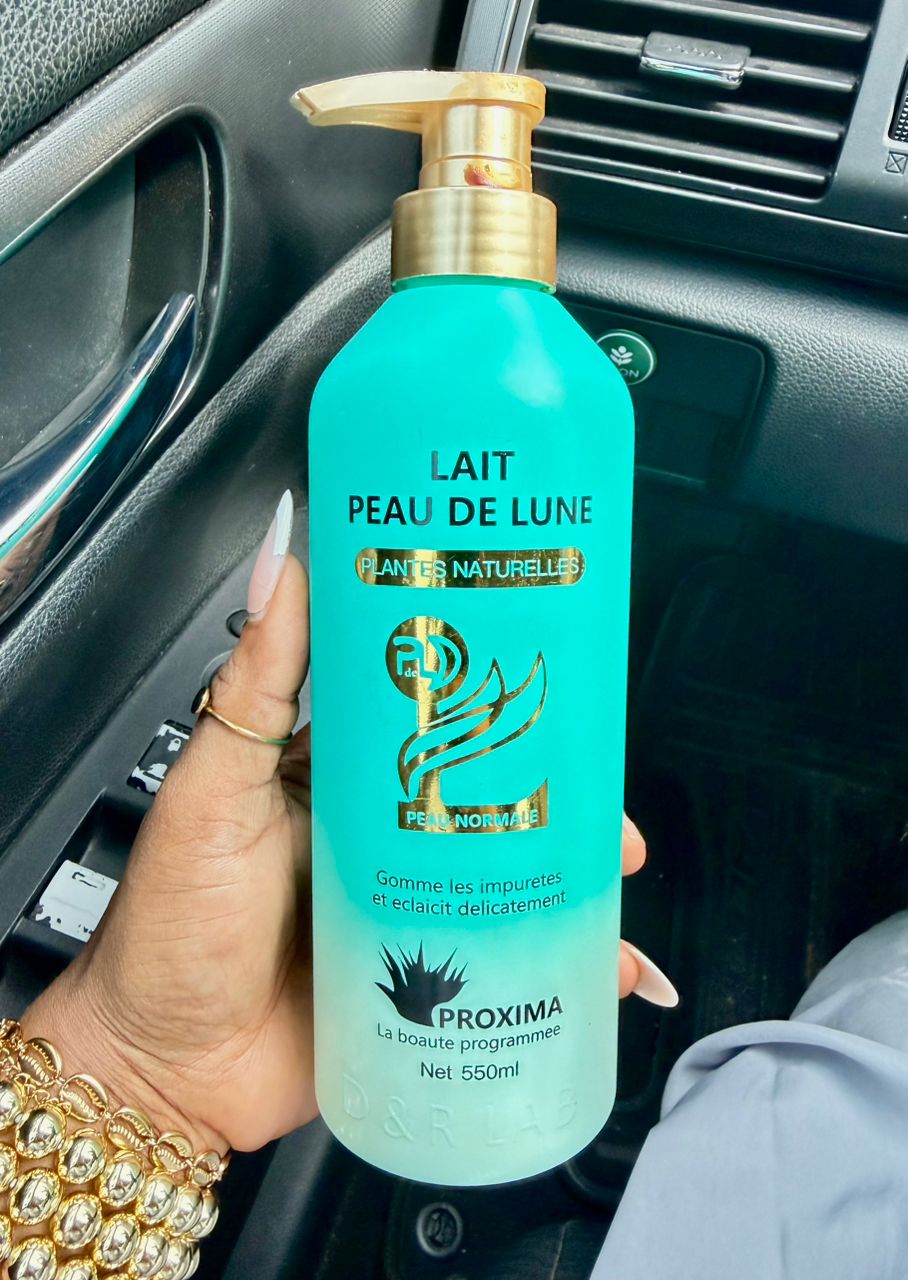 LAIT
PEAU DE LUNE
PLANTES NATURELLES
PdeL
PEAU NORMALE
Gomme les impuretes
et eclaicit delicatement
PROXIMA
La boaute programmee
Net 550ml
D&R LAB